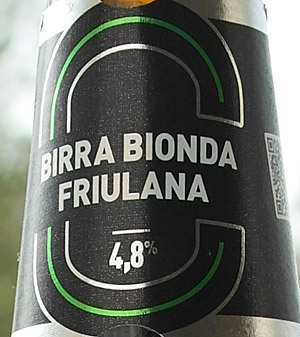 BIRRA BIONDA
FRIULANA
4,8%